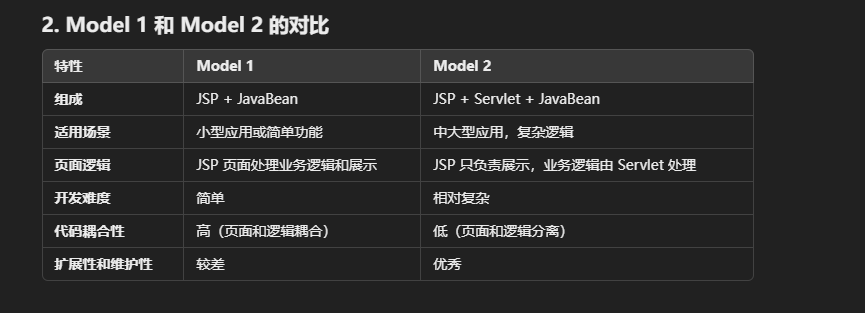 2. Model 1 和 Model 2 的对比
特性 Model 1 Model 2
组成 JSP + JavaBean JSP + Servlet + JavaBean
适用场景 小型应用或简单功能 中大型应用，复杂逻辑
页面逻辑 JSP 页面处理业务逻辑和展示 JSP 只负责展示，业务逻辑由 Servlet 处理
开发难度 简单 相对复杂
代码耦合性 高（页面和逻辑耦合） 低（页面和逻辑分离）
扩展性和维护性 较差 优秀